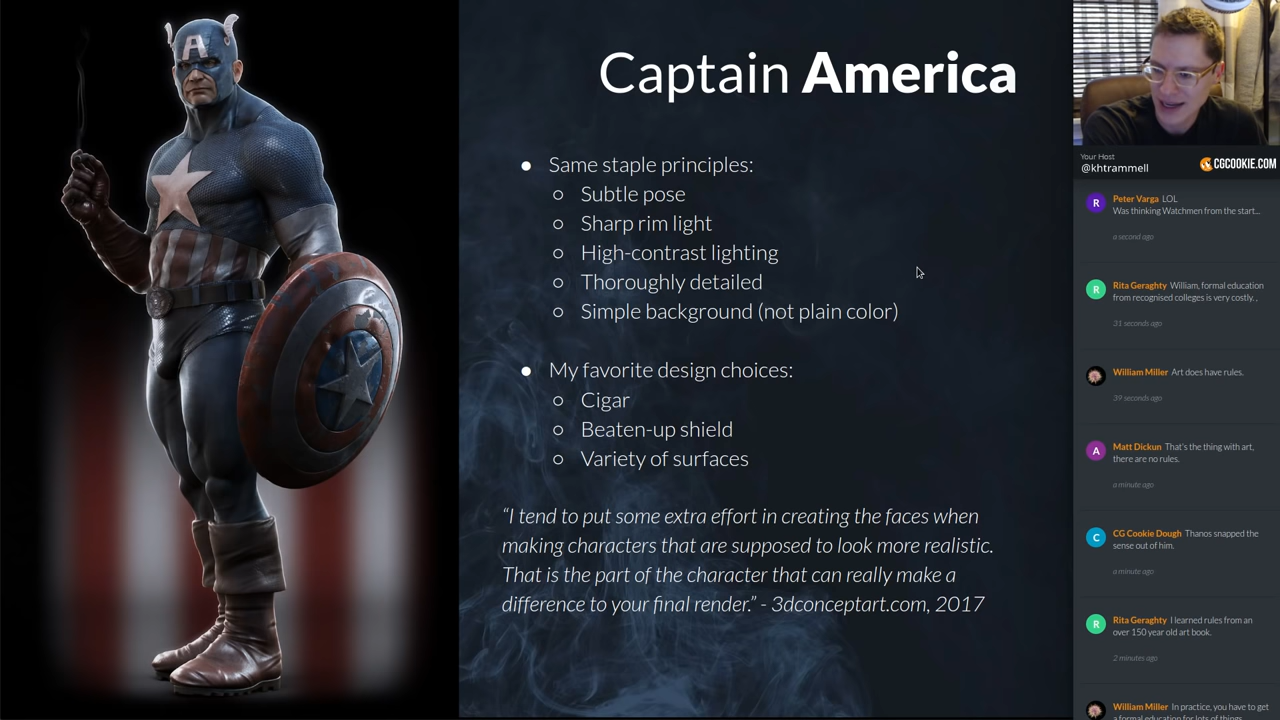 Captain America
● Same staple principles:
○ Subtle pose
○ Sharp rim light
○ High-contrast lighting
○ Thoroughly detailed
○ Simple background (not plain color)
● My favorite design choices:
○ Cigar
○ Beaten-up shield
○ Variety of surfaces
“I tend to put some extra effort in creating the faces when
making characters that are supposed to look more realistic.
That is the part of the character that can really make a
difference to your final render.” - 3dconceptart.com, 2017
A
Your Host
@khtrammell
CGCOOKIE.COM
R
Peter Varga LOL
Was thinking Watchmen from the start...
a second ago
R
Rita Geraghty William, formal education
from recognised colleges is very costly. ,
31 seconds ago
William Miller Art does have rules.
39 seconds ago
A
Matt Dickun That's the thing with art,
there are no rules.
a minute ago
C
CG Cookie Dough Thanos snapped the
sense out of him.
a minute ago
R
Rita Geraghty I learned rules from an
over 150 year old art book.
2 minutes ago
William Miller In practice, you have to get
a formal education for lots of things